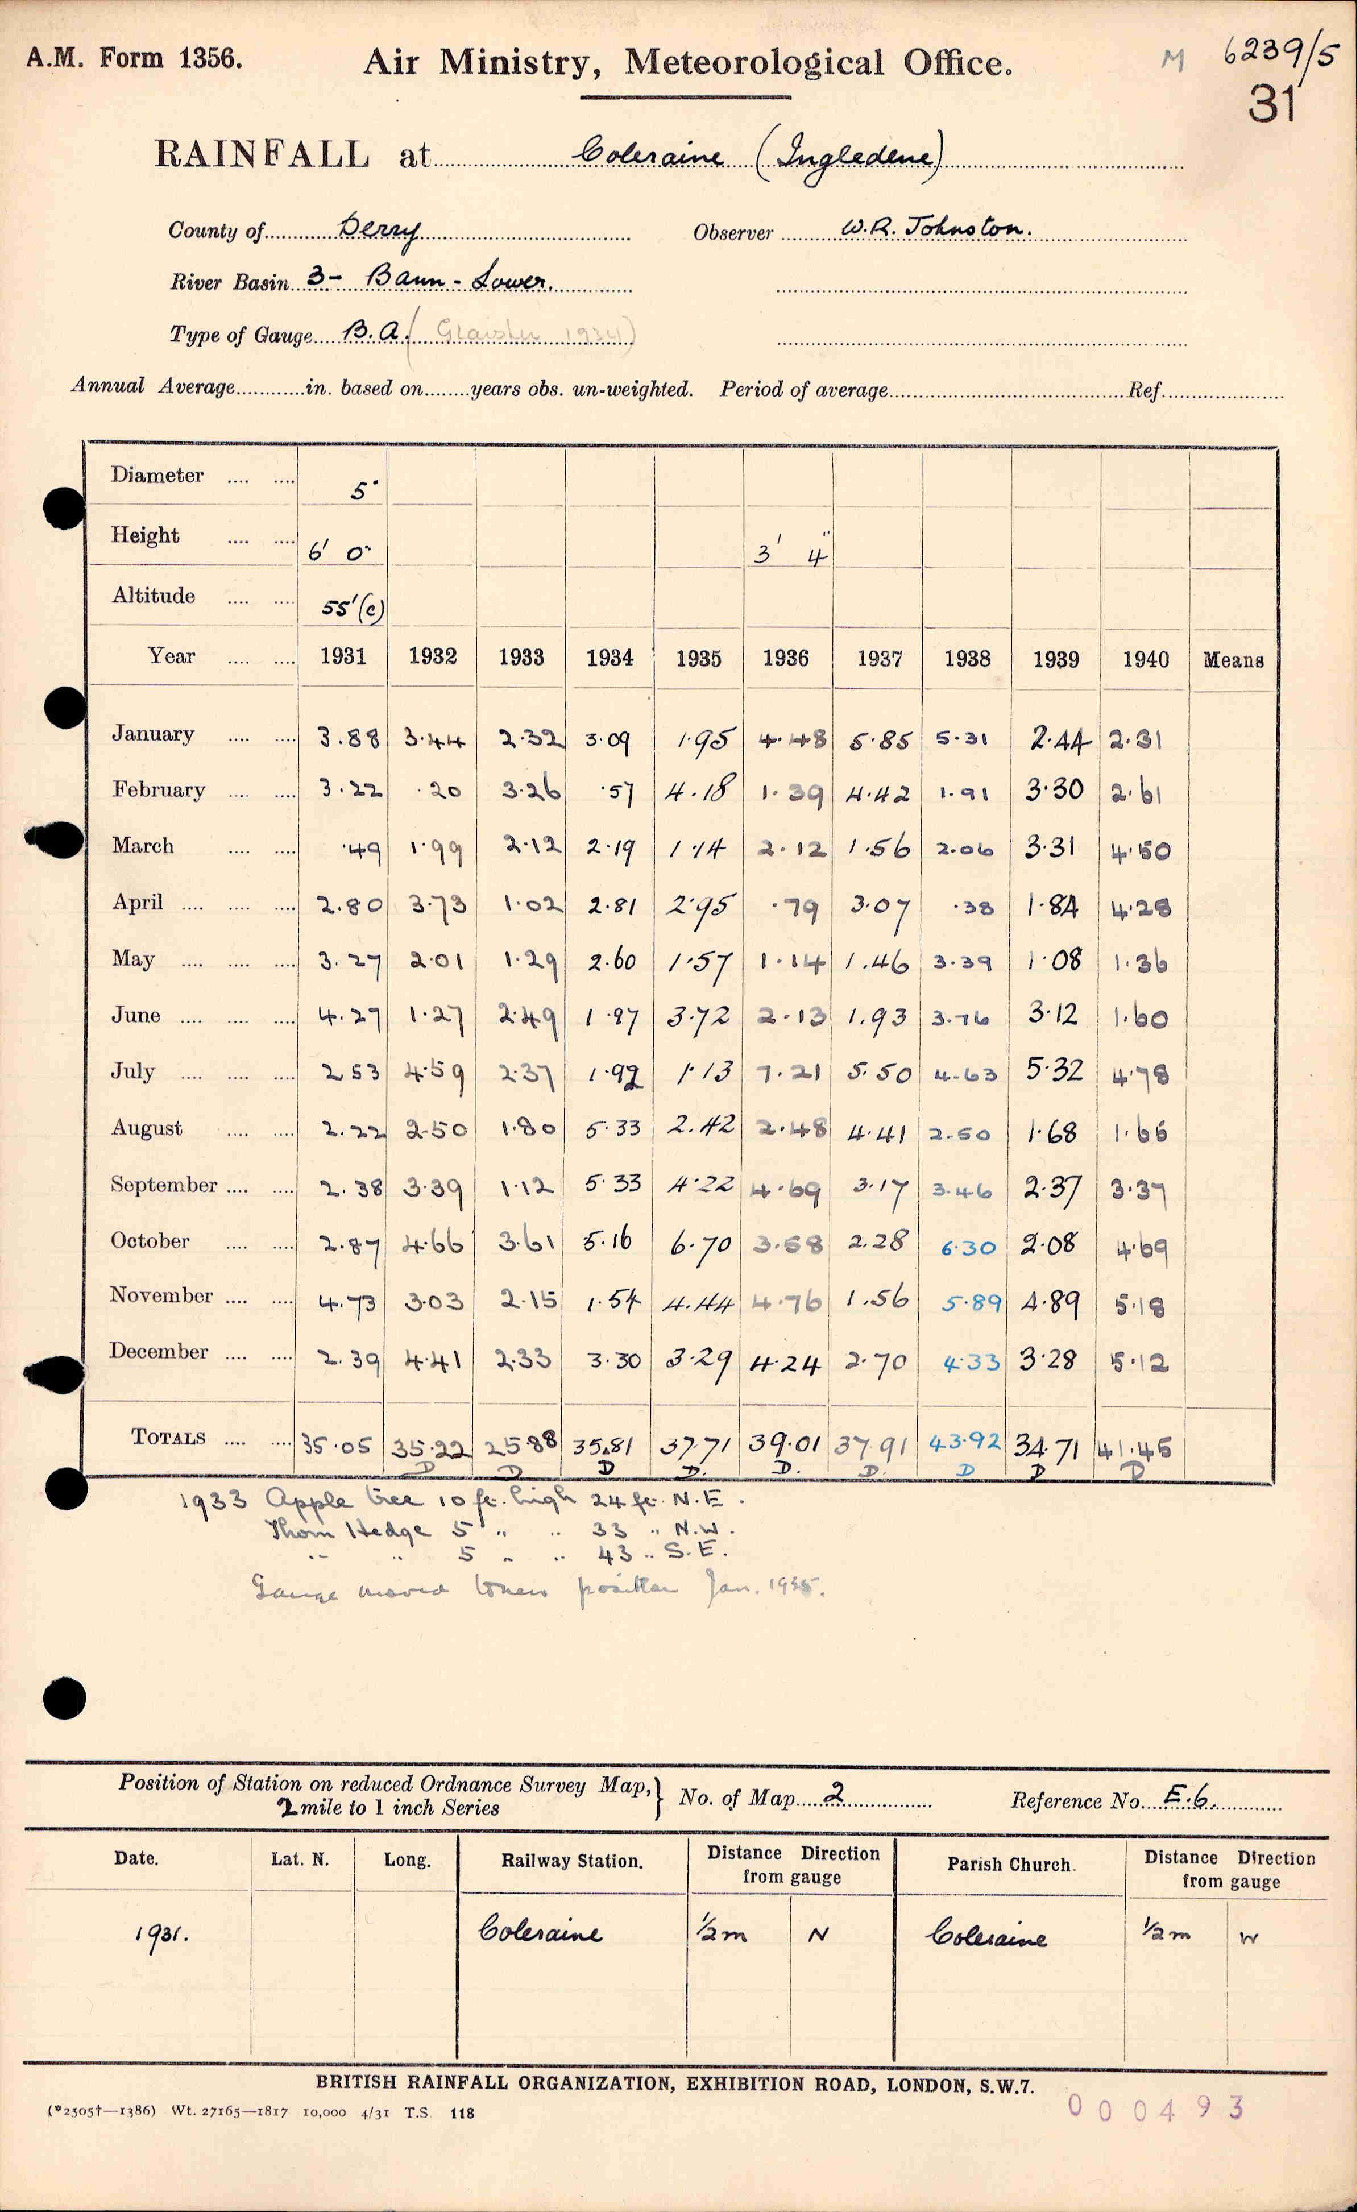 A.M. Form 1356.
Air Ministry, Meteorological Office.
M 6239/5
31
RAINFALL at Coleraine (Ingledene)
County of Derry Observer W.R. Johnston.
River Basin 3- Bann - Lower.
Type of Gauge B.A. (Glaisher 1934)
Annual Average in. based on years obs. un-weighted. Period of average Ref.
Diameter 5"
Height 6' 0" 3' 4"
Altitude 55'(c)
Year 1931 1932 1933 1934 1935 1936 1937 1938 1939 1940 Means
January 3.88 3.44 2.32 3.09 1.95 4.48 5.85 5.31 2.44 2.31
February 3.22 .20 3.26 .57 4.18 1.39 4.42 1.91 3.30 2.61
March .49 1.99 2.12 2.19 1.14 2.12 1.56 2.06 3.31 4.50
April 2.80 3.73 1.02 2.81 2.95 .79 3.07 .38 1.84 4.28
May 3.27 2.01 1.29 2.60 1.57 1.14 1.46 3.39 1.08 1.36
June 4.27 1.27 2.49 1.97 3.72 2.13 1.93 3.76 3.12 1.60
July 2.53 4.59 2.37 1.92 1.13 7.21 5.50 4.63 5.32 4.78
August 2.22 2.50 1.80 5.33 2.42 2.48 4.41 2.50 1.68 1.66
September 2.38 3.39 1.12 5.33 4.22 4.69 3.17 3.46 2.37 3.37
October 2.87 4.66 3.61 5.16 6.70 3.58 2.28 6.30 2.08 4.69
November 4.73 3.03 2.15 1.54 4.44 4.76 1.56 5.89 4.89 5.18
December 2.39 4.41 2.33 3.30 3.29 4.24 2.70 4.33 3.28 5.12
TOTALS 35.05 35.22 25.88 35.81 37.71 39.01 37.91 43.92 34.71 41.46
D D D D. D. D. D D D
1933 Apple tree 10 ft. high 24 ft. N.E.
Thorn Hedge 5 " " 33 " N.W.
" " 5 " " 43 " S.E.
Gauge moved to new position Jan. 1935.
Position of Station on reduced Ordnance Survey Map,} No. of Map 2 Reference No. E.6.
2 mile to 1 inch Series
Date. Lat. N. Long. Railway Station. Distance Direction from gauge Parish Church. Distance Direction from gauge
1931. Coleraine ½ m N Coleraine ½ m W
BRITISH RAINFALL ORGANIZATION, EXHIBITION ROAD, LONDON, S.W.7.
(*2505†—1386) Wt. 27165—1817 10,000 4/31 T.S. 118
000493